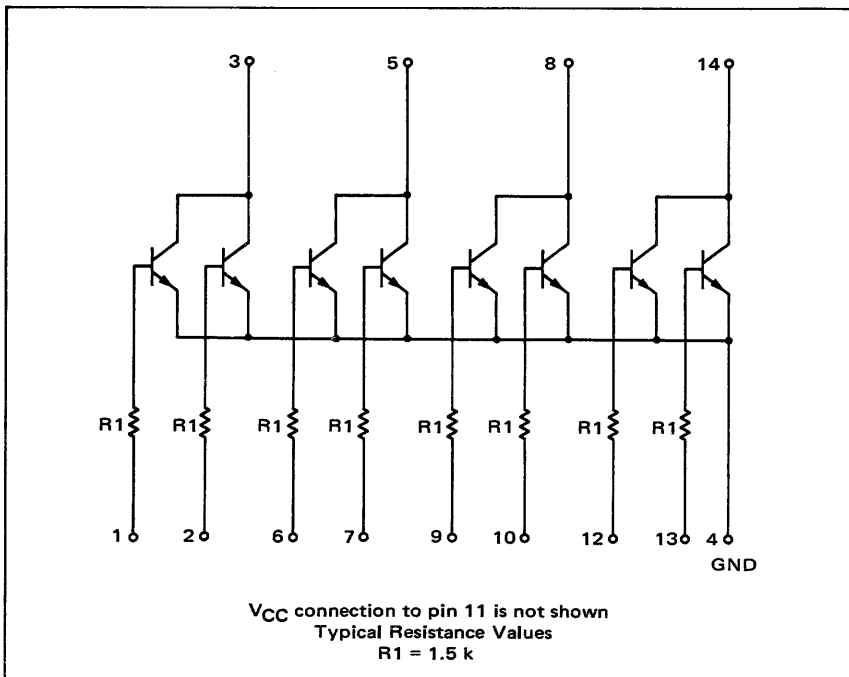 3 5 8 14
R1 R1 R1 R1 R1 R1 R1 R1
1 2 6 7 9 10 12 13 4
GND
VCC connection to pin 11 is not shown
Typical Resistance Values
R1 = 1.5 k